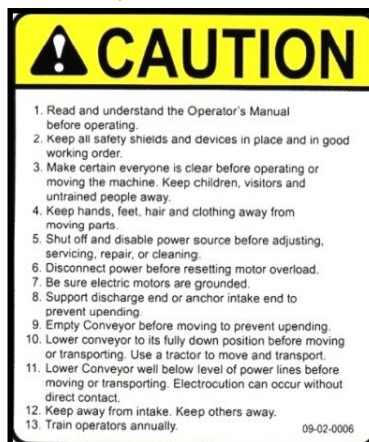 CAUTION
1. Read and understand the Operator's Manual
before operating.
2. Keep all safety shields and devices in place and in good
working order.
3. Make certain everyone is clear before operating or
moving the machine. Keep children, visitors and
untrained people away.
4. Keep hands, feet, hair and clothing away from
moving parts.
5. Shut off and disable power source before adjusting,
servicing, repair, or cleaning.
6. Disconnect power before resetting motor overload.
7. Be sure electric motors are grounded.
8. Support discharge end or anchor intake end to
prevent upending.
9. Empty Conveyor before moving to prevent upending.
10. Lower conveyor to its fully down position before moving
or transporting. Use a tractor to move and transport.
11. Lower Conveyor well below level of power lines before
moving or transporting. Electrocution can occur without
direct contact.
12. Keep away from intake. Keep others away.
13. Train operators annually.
09-02-0006